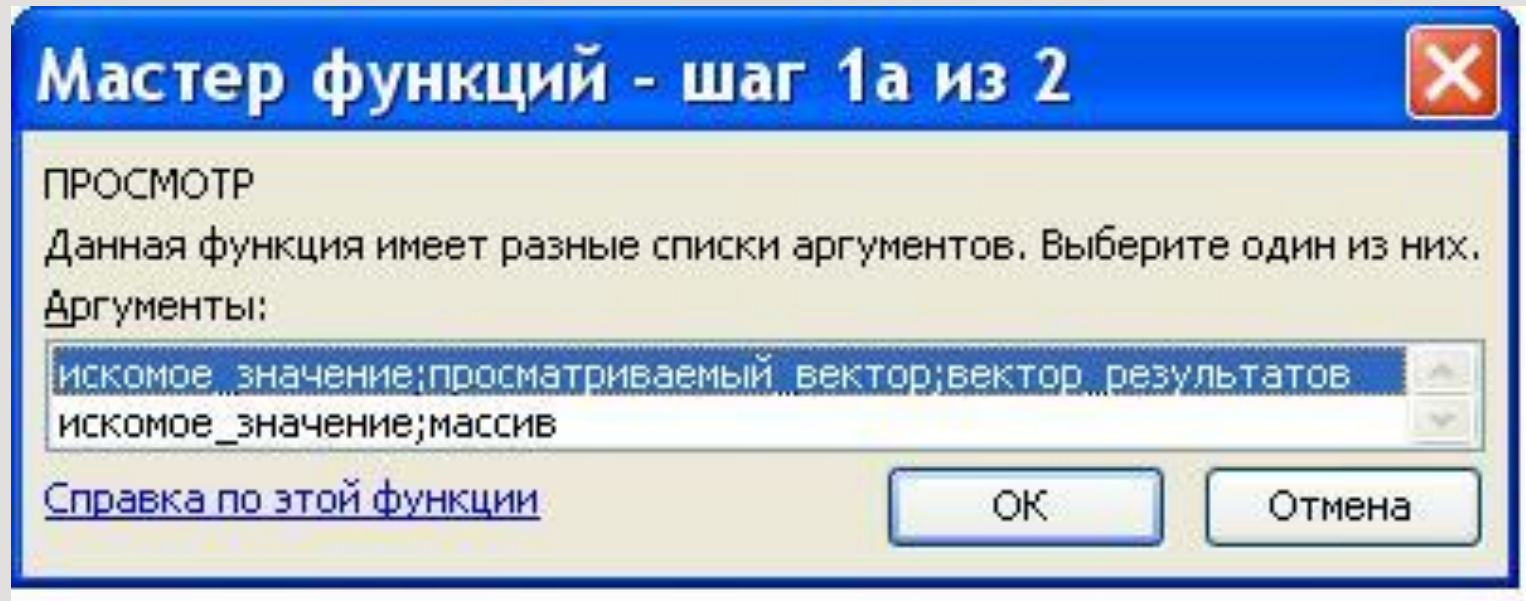 Мастер функций - шаг 1а из 2
ПРОСМОТР
Данная функция имеет разные списки аргументов. Выберите один из них.
Аргументы:
искомое_значение;просматриваемый_вектор;вектор_результатов
искомое_значение;массив
Справка по этой функции
ОК
Отмена